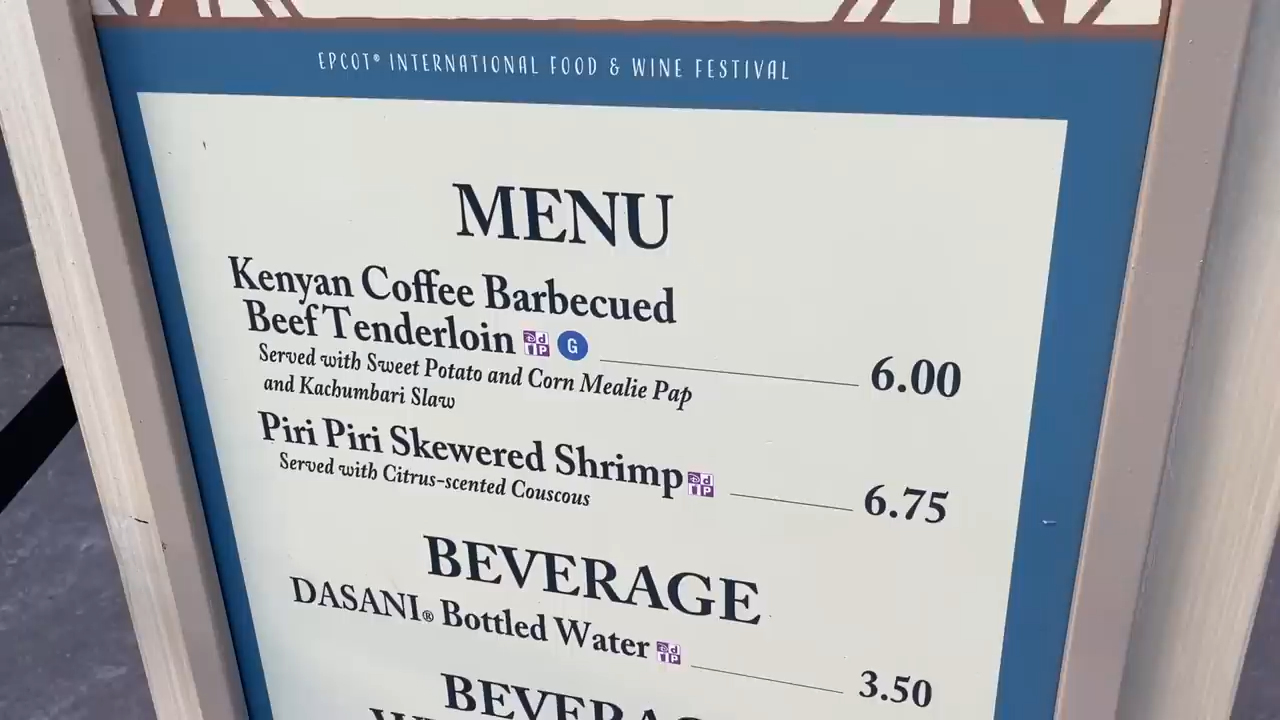 EPCOT® INTERNATIONAL FOOD & WINE FESTIVAL
MENU
Kenyan Coffee Barbecued
Beef Tenderloin G 6.00
Served with Sweet Potato and Corn Mealie Pap
and Kachumbari Slaw
Piri Piri Skewered Shrimp 6.75
Served with Citrus-scented Couscous
BEVERAGE
DASANI® Bottled Water 3.50